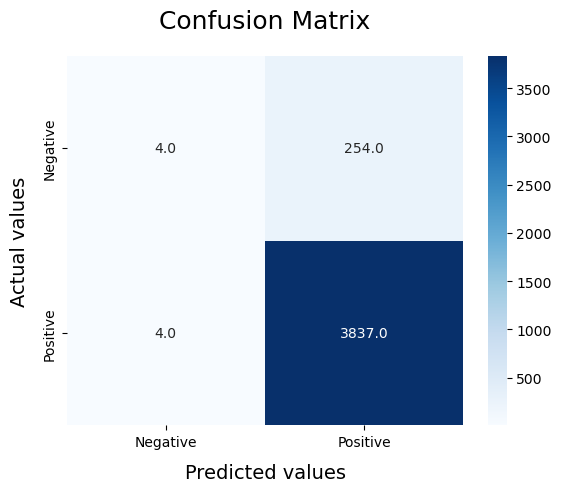 Confusion Matrix
Actual values
Negative
4.0
254.0
Positive
4.0
3837.0
Negative
Positive
Predicted values
3500
3000
2500
2000
1500
1000
500